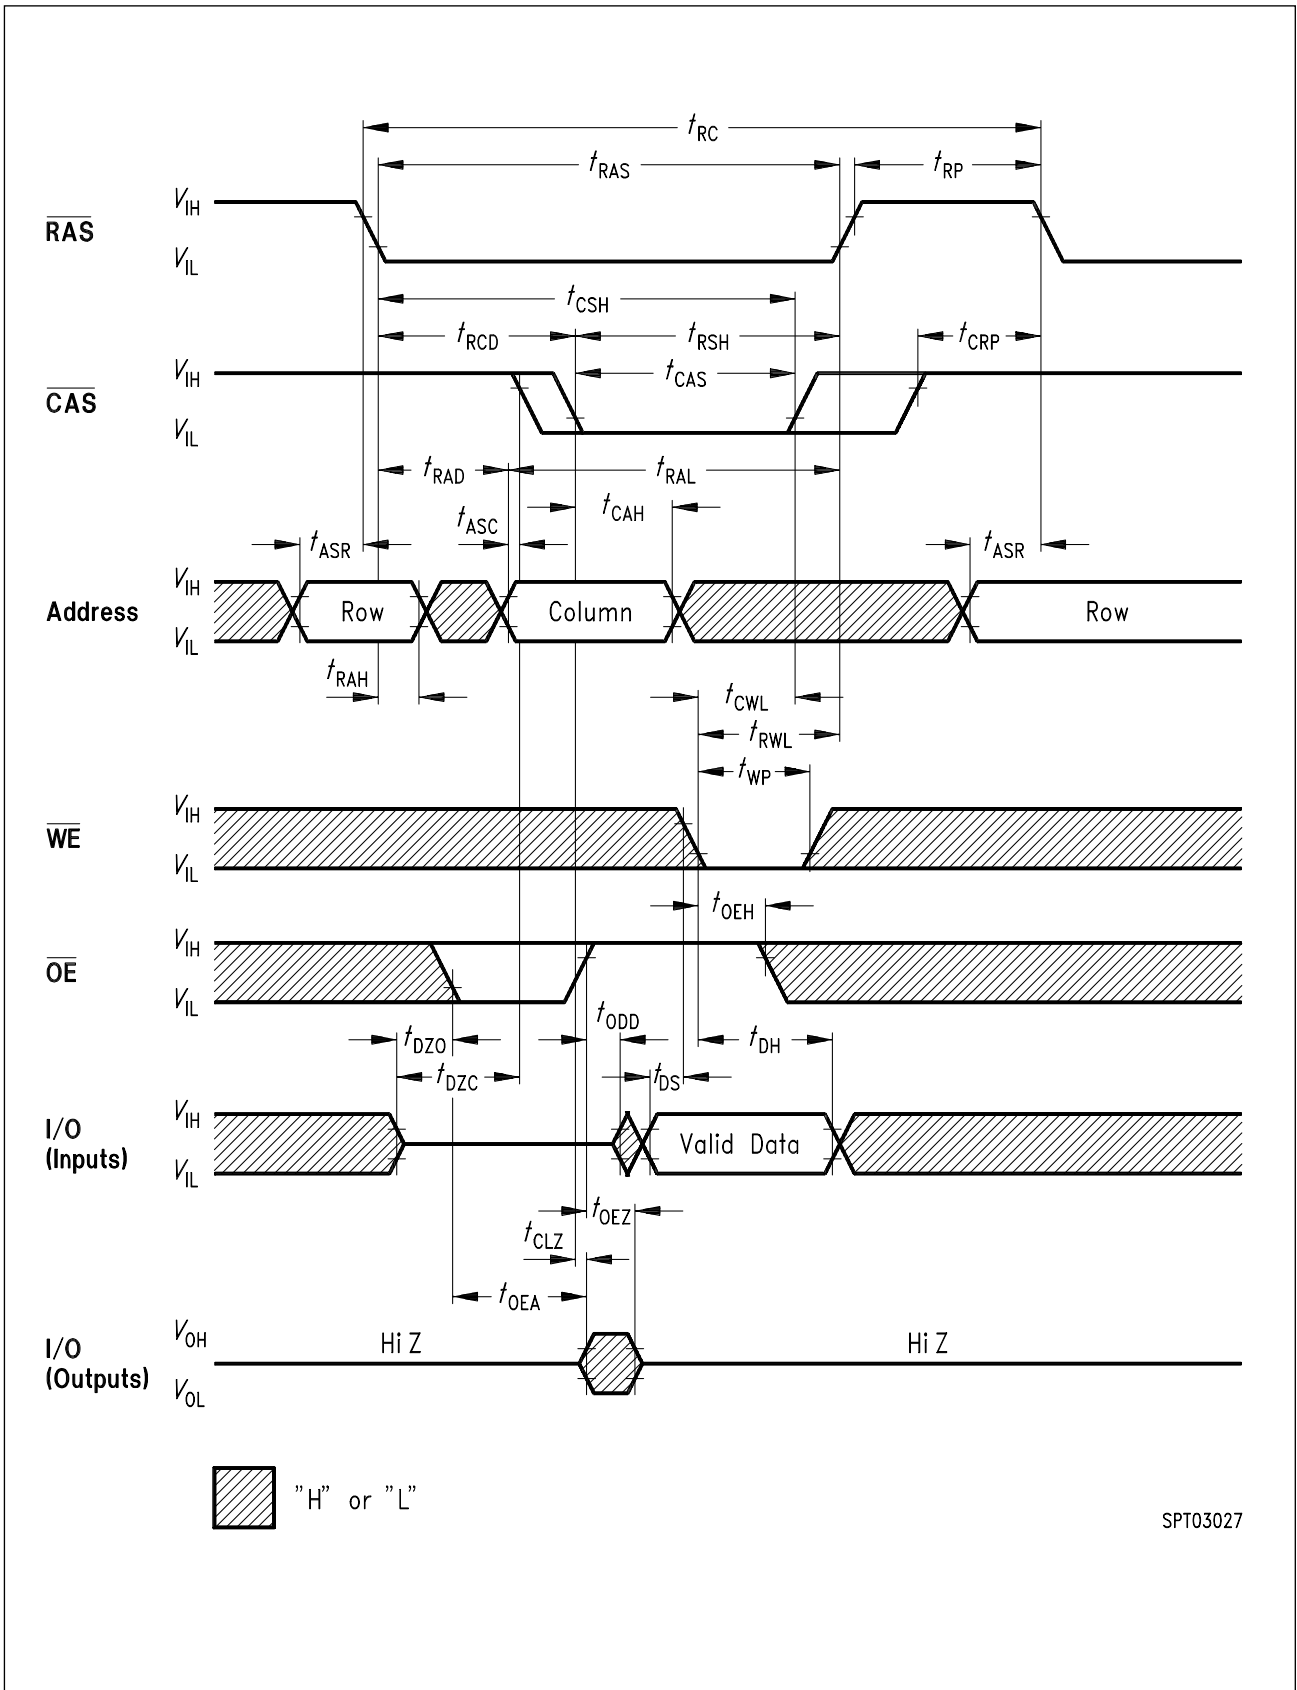 tRC
tRAS tRP
VIH
RAS
VIL
tCSH
tRCD tRSH tCRP
VIH tCAS
CAS
VIL
tRAD tRAL
tASC tCAH
tASR tASR
VIH
Address Row Column Row
VIL
tRAH tCWL
tRWL
tWP
VIH
WE
VIL
tOEH
VIH
OE
VIL
tODD
tDZO tDH
tDZC tDS
VIH
I/O
(Inputs) Valid Data
VIL
tOEZ
tCLZ
tOEA
VOH Hi Z Hi Z
I/O
(Outputs)
VOL
"H" or "L"
SPT03027